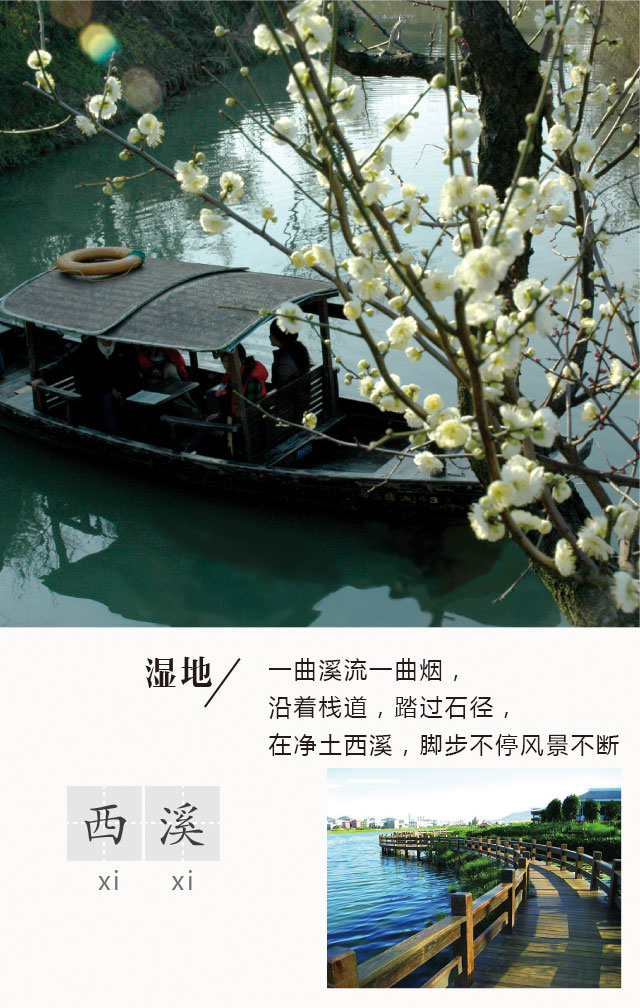 湿地
一曲溪流一曲烟，
沿着栈道，踏过石径，
在净土西溪，脚步不停风景不断
西溪
xi xi